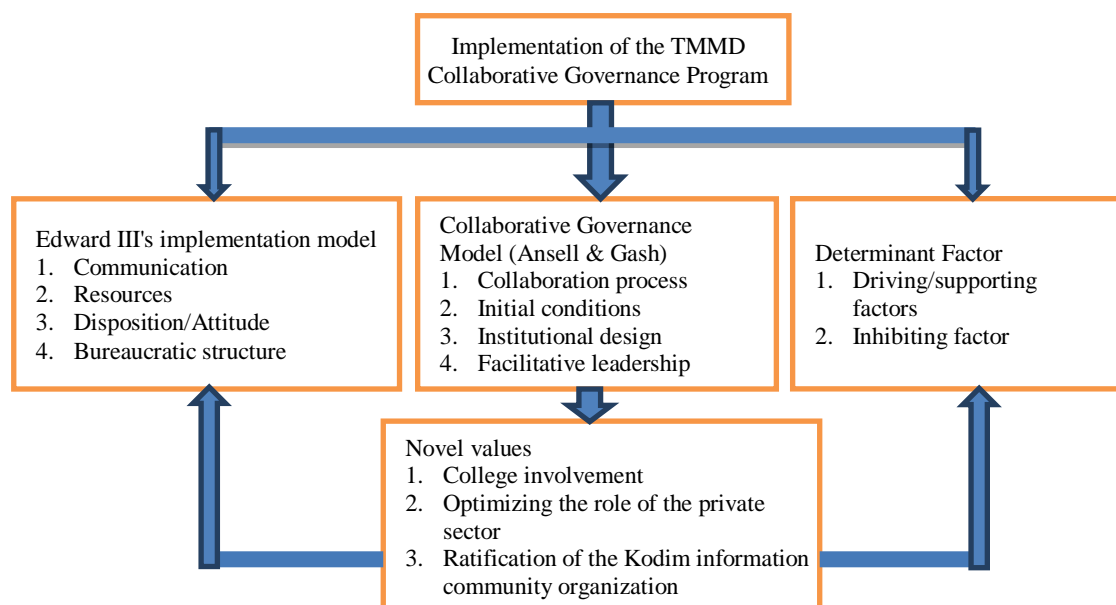 Implementation of the TMMD
Collaborative Governance Program
Edward III's implementation model
1. Communication
2. Resources
3. Disposition/Attitude
4. Bureaucratic structure
Collaborative Governance
Model (Ansell & Gash)
1. Collaboration process
2. Initial conditions
3. Institutional design
4. Facilitative leadership
Determinant Factor
1. Driving/supporting
factors
2. Inhibiting factor
Novel values
1. College involvement
2. Optimizing the role of the private
sector
3. Ratification of the Kodim information
community organization